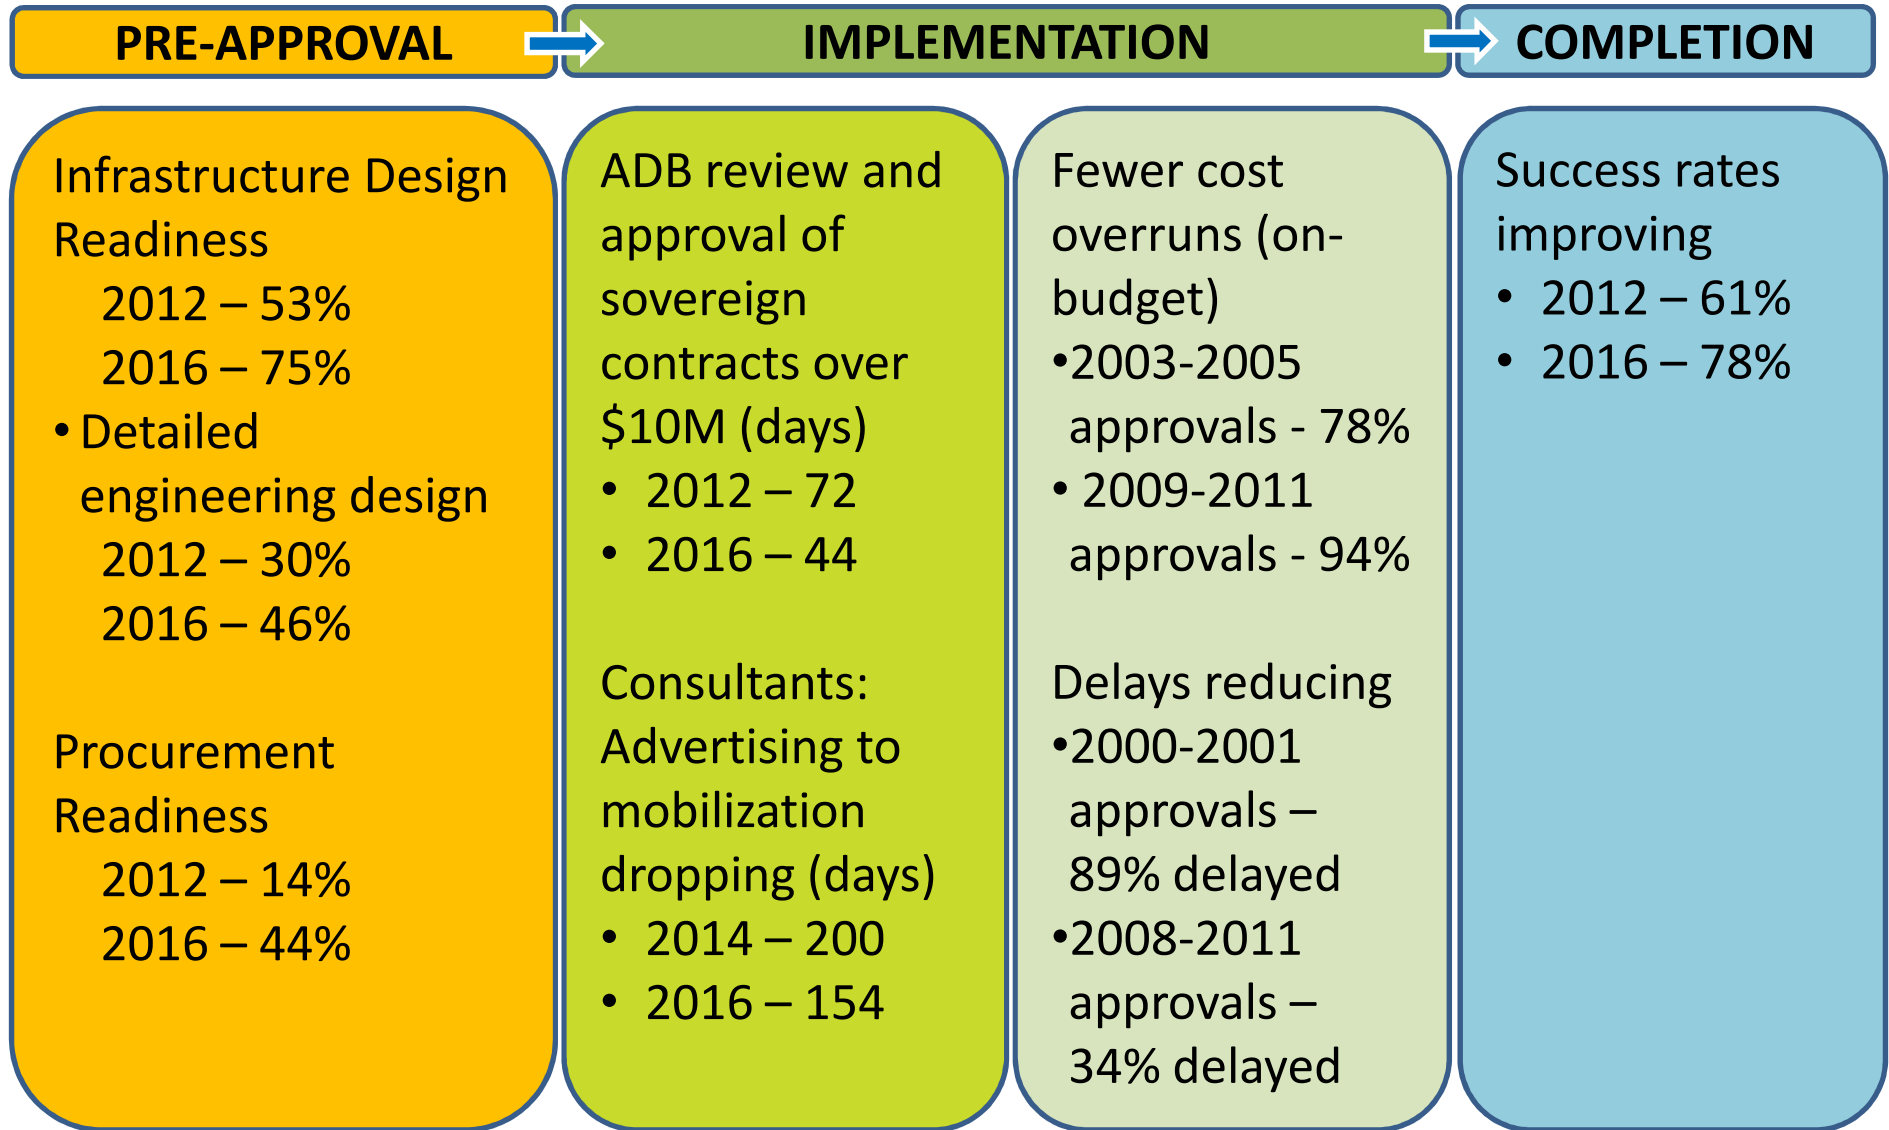 PRE-APPROVAL
IMPLEMENTATION
COMPLETION
Infrastructure Design
Readiness
2012 – 53%
2016 – 75%
• Detailed
engineering design
2012 – 30%
2016 – 46%
Procurement
Readiness
2012 – 14%
2016 – 44%
ADB review and
approval of
sovereign
contracts over
$10M (days)
• 2012 – 72
• 2016 – 44
Consultants:
Advertising to
mobilization
dropping (days)
• 2014 – 200
• 2016 – 154
Fewer cost
overruns (on-
budget)
•2003-2005
approvals - 78%
• 2009-2011
approvals - 94%
Delays reducing
•2000-2001
approvals –
89% delayed
•2008-2011
approvals –
34% delayed
Success rates
improving
• 2012 – 61%
• 2016 – 78%